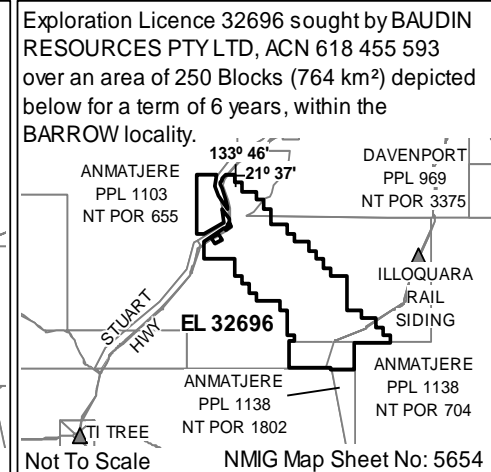 Exploration Licence 32696 sought by BAUDIN
RESOURCES PTY LTD, ACN 618 455 593
over an area of 250 Blocks (764 km²) depicted
below for a term of 6 years, within the
BARROW locality.
133º 46'
21º 37'
ANMATJERE
PPL 1103
NT POR 655
DAVENPORT
PPL 969
NT POR 3375
ILLOQUARA
RAIL
SIDING
STUART
HWY
EL 32696
ANMATJERE
PPL 1138
NT POR 1802
ANMATJERE
PPL 1138
NT POR 704
TI TREE
Not To Scale
NMIG Map Sheet No: 5654